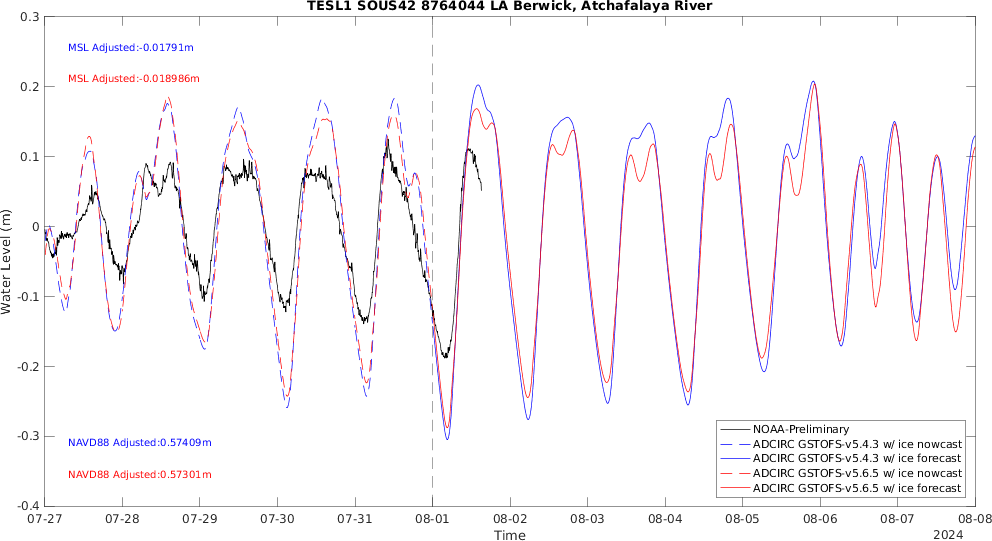 TESL1 SOUS42 8764044 LA Berwick, Atchafalaya River
0.3
0.2
0.1
0
-0.1
-0.2
-0.3
-0.4
Water Level (m)
MSL Adjusted:-0.01791m
MSL Adjusted:-0.018986m
NAVD88 Adjusted:0.57409m
NAVD88 Adjusted:0.57301m
NOAA-Preliminary
ADCIRC GSTOFS-v5.4.3 w/ ice nowcast
ADCIRC GSTOFS-v5.4.3 w/ ice forecast
ADCIRC GSTOFS-v5.6.5 w/ ice nowcast
ADCIRC GSTOFS-v5.6.5 w/ ice forecast
07-27 07-28 07-29 07-30 07-31 08-01 08-02 08-03 08-04 08-05 08-06 08-07 08-08
Time
2024